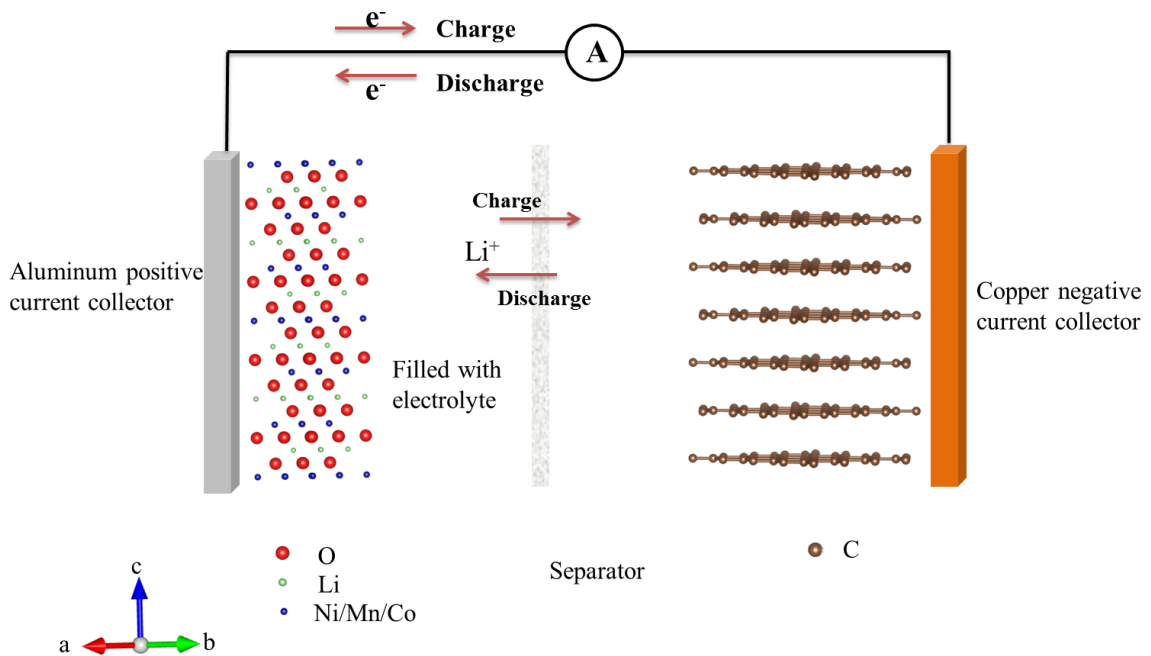 e⁻
Charge
A
Discharge
e⁻
Charge
Li⁺
Discharge
Aluminum positive
current collector
Filled with
electrolyte
Copper negative
current collector
O
Li
Ni/Mn/Co
Separator
C
c
a
b